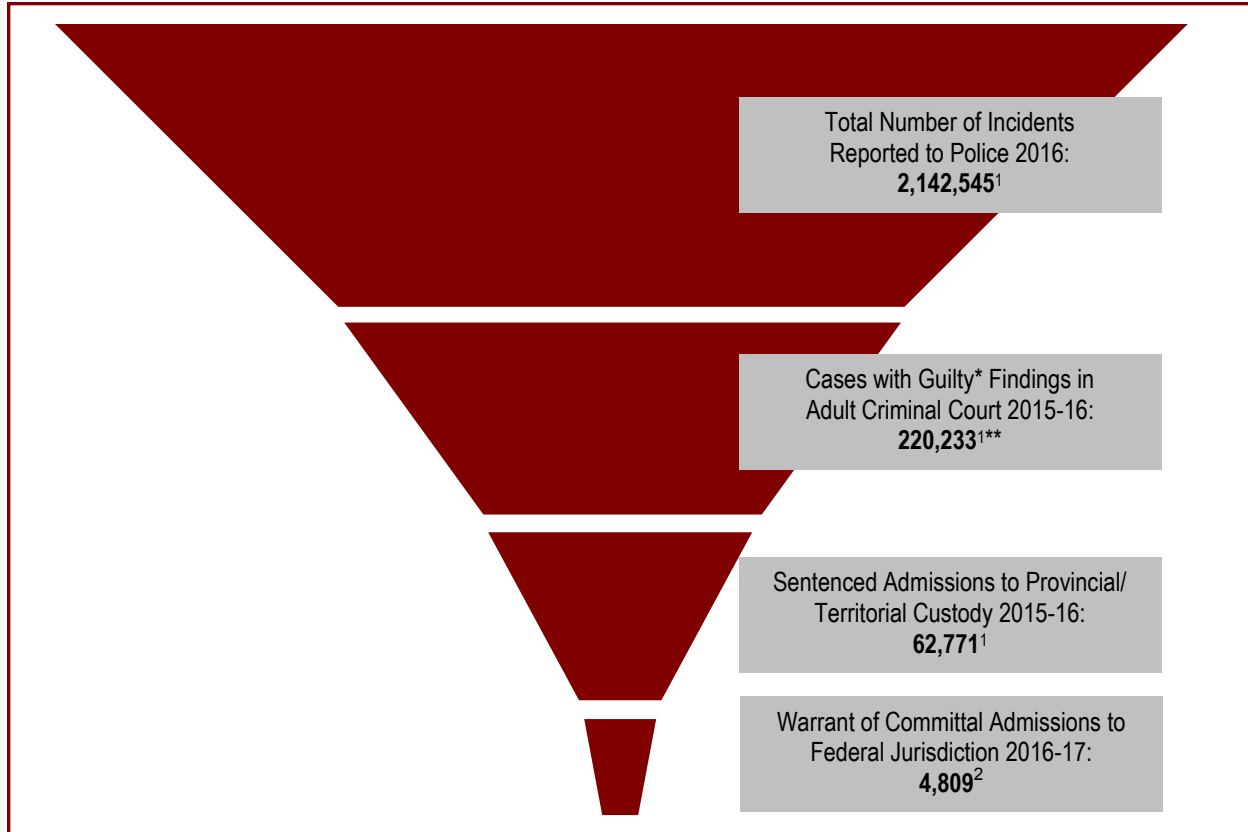 Total Number of Incidents
Reported to Police 2016:
2,142,545¹
Cases with Guilty* Findings in
Adult Criminal Court 2015-16:
220,233¹**
Sentenced Admissions to Provincial/
Territorial Custody 2015-16:
62,771¹
Warrant of Committal Admissions to
Federal Jurisdiction 2016-17:
4,809²